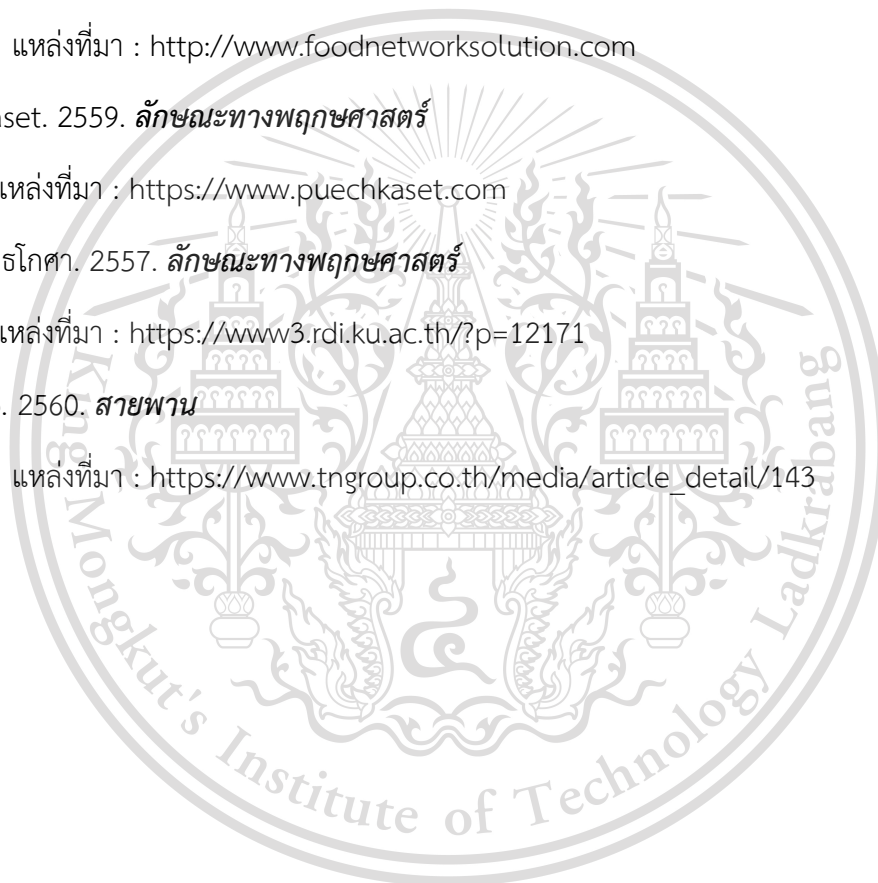 แหล่งที่มา : http://www.foodnetworksolution.com
aset. 2559. ลักษณะทางพฤกษศาสตร์
แหล่งที่มา : https://www.puechkaset.com
ธโกศา. 2557. ลักษณะทางพฤกษศาสตร์
แหล่งที่มา : https://www3.rdi.ku.ac.th/?p=12171
. 2560. สายพาน
แหล่งที่มา : https://www.tngroup.co.th/media/article_detail/143
King Mongkut's Institute of Technology Ladkrabang